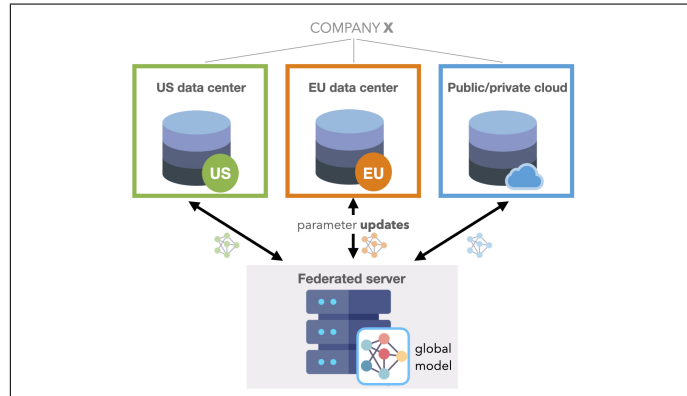 COMPANY X
US data center
EU data center
Public/private cloud
US
EU
parameter updates
Federated server
global
model